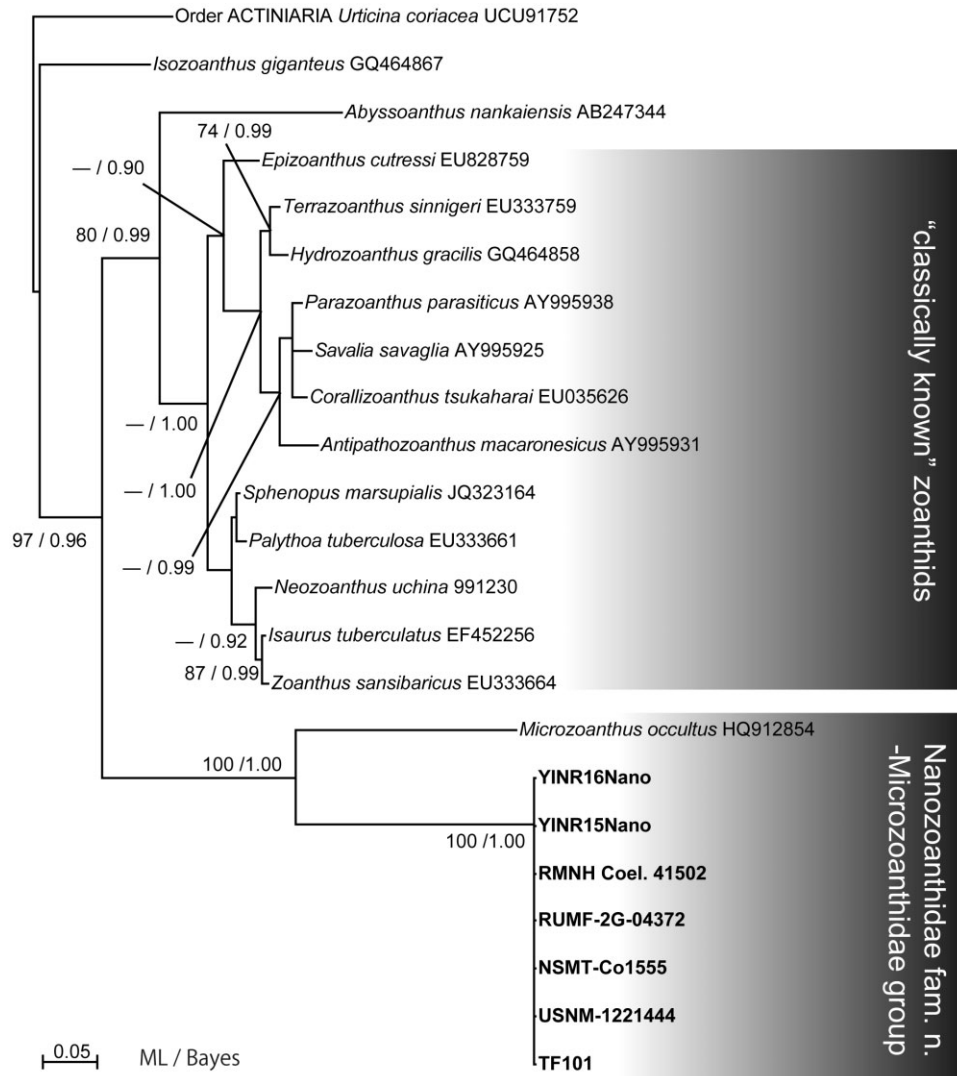 Order ACTINIARIA Urticina coriacea UCU91752
Isozoanthus giganteus GQ464867
Abyssoanthus nankaiensis AB247344
74 / 0.99
— / 0.90
Epizoanthus cutressi EU828759
Terrazoanthus sinnigeri EU333759
80 / 0.99
Hydrozoanthus gracilis GQ464858
Parazoanthus parasiticus AY995938
Savalia savaglia AY995925
Corallizoanthus tsukaharai EU035626
— / 1.00
Antipathozoanthus macaronesicus AY995931
— / 1.00
Sphenopus marsupialis JQ323164
97 / 0.96
Palythoa tuberculosa EU333661
— / 0.99
Neozoanthus uchina 991230
— / 0.92
Isaurus tuberculatus EF452256
87 / 0.99
Zoanthus sansibaricus EU333664
"classically known" zoanthids
Microzoanthus occultus HQ912854
100 /1.00
YINR16Nano
YINR15Nano
100 /1.00
RMNH Coel. 41502
RUMF-2G-04372
NSMT-Co1555
USNM-1221444
TF101
Nanozoanthidae fam. n.
-Microzoanthidae group
0.05
ML / Bayes